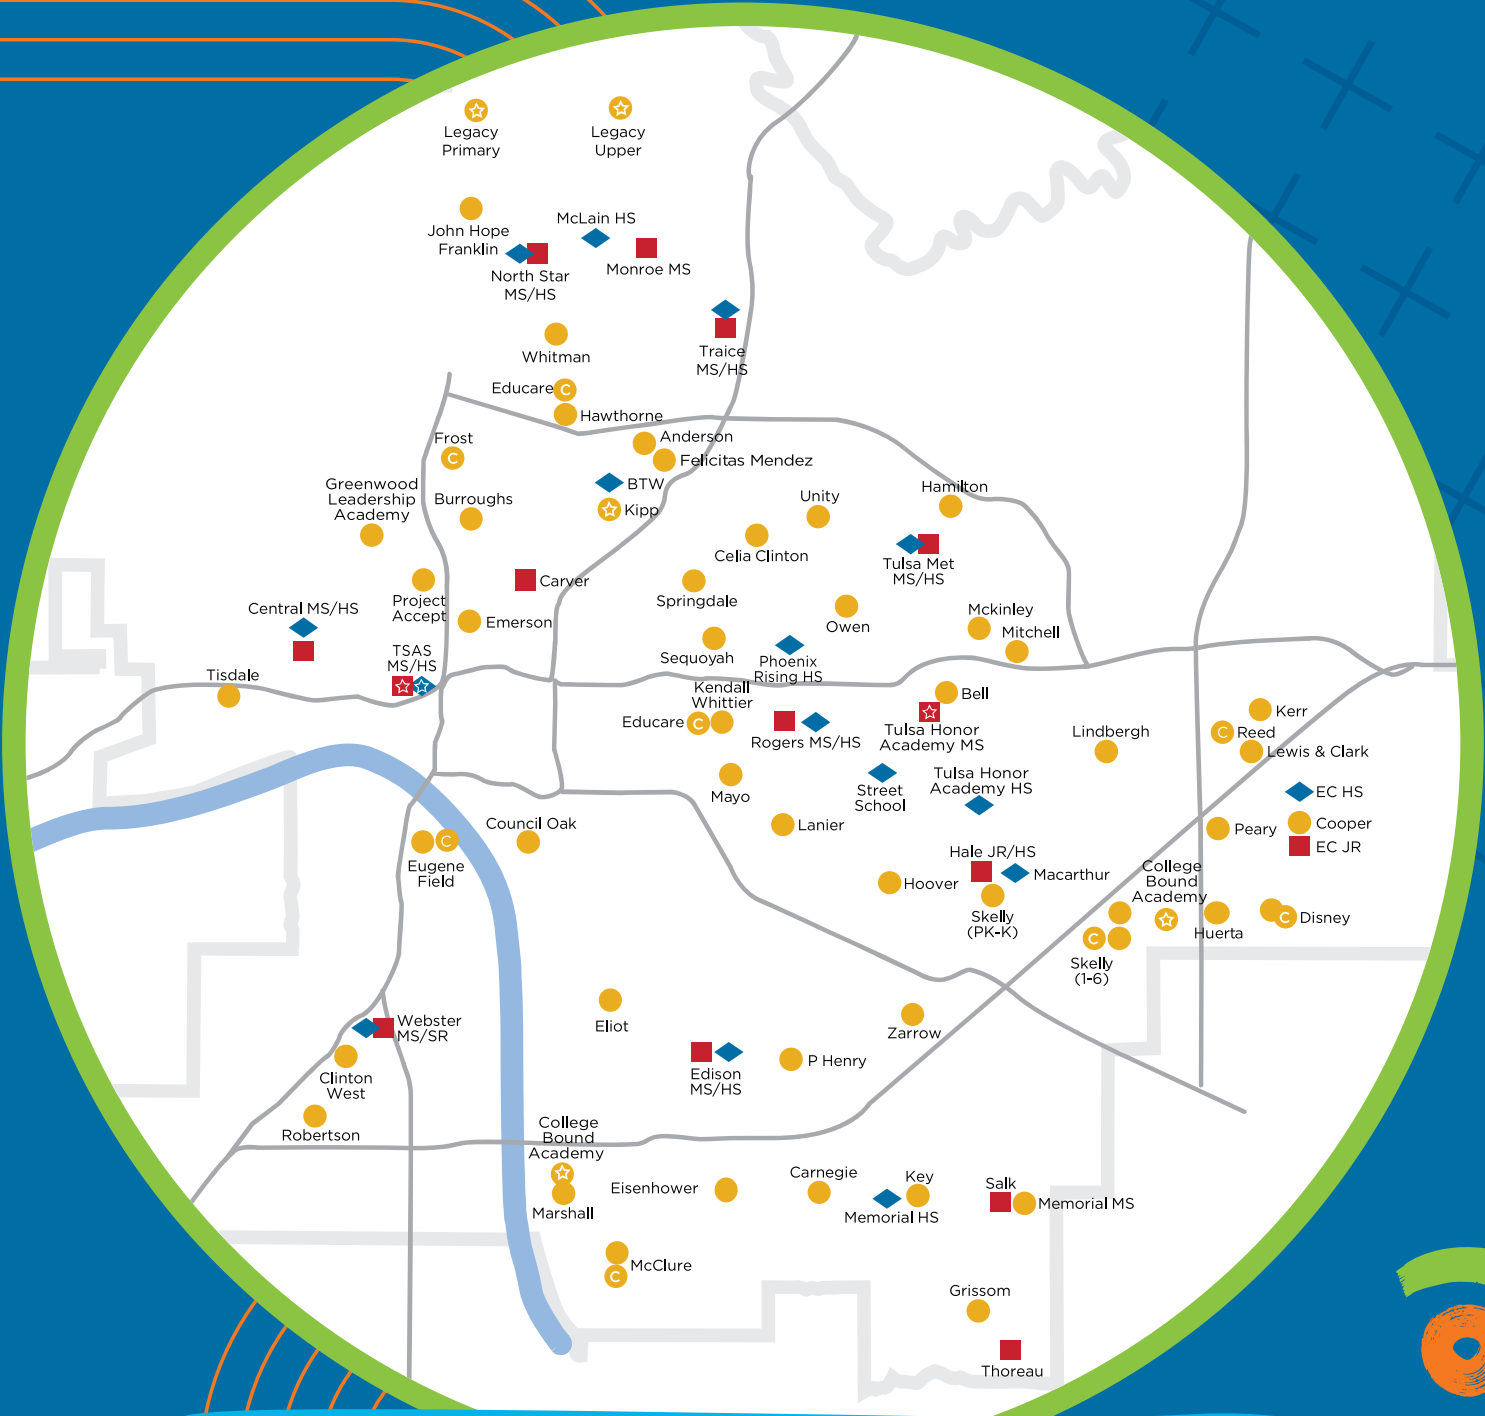 Legacy
Primary
Legacy
Upper
John Hope
Franklin
McLain HS
Monroe MS
North Star
MS/HS
Traice
MS/HS
Whitman
Educare
C
Hawthorne
Frost
C
Anderson
Felicitas Mendez
Greenwood
Leadership
Academy
Burroughs
BTW
Kipp
Unity
Hamilton
Celia Clinton
Tulsa Met
MS/HS
Carver
Project
Accept
Springdale
Central MS/HS
Emerson
Owen
Mckinley
Mitchell
TSAS
MS/HS
Sequoyah
Phoenix
Rising HS
Tisdale
Kendall
Whittier
Educare
C
Bell
Rogers MS/HS
Tulsa Honor
Academy MS
Lindbergh
Kerr
C
Reed
Lewis & Clark
Mayo
Street
School
Tulsa Honor
Academy HS
EC HS
Cooper
EC JR
Peary
Lanier
Council Oak
C
Eugene
Field
Hale JR/HS
Macarthur
Hoover
Skelly
(PK-K)
College
Bound
Academy
Huerta
C
Disney
C
Skelly
(1-6)
Eliot
Zarrow
Webster
MS/SR
Clinton
West
Robertson
Edison
MS/HS
P Henry
College
Bound
Academy
Marshall
Eisenhower
Carnegie
Key
Memorial HS
Salk
Memorial MS
McClure
C
Grissom
Thoreau